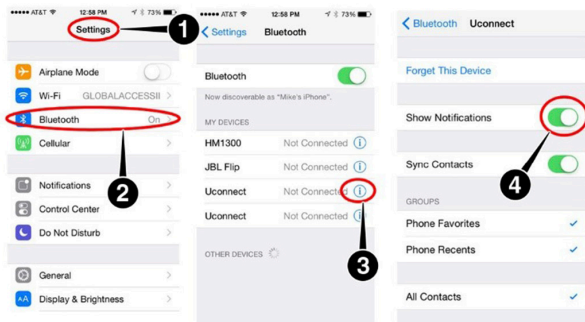 AT&T 12:58 PM 73%
Settings
1
Airplane Mode
Wi-Fi GLOBALACCESSII
Bluetooth On
Cellular
2
Notifications
Control Center
Do Not Disturb
General
Display & Brightness
AT&T 12:58 PM 73%
Settings Bluetooth
Bluetooth
Now discoverable as "Mike's iPhone".
MY DEVICES
HM1300 Not Connected
JBL Flip Not Connected
Uconnect Not Connected
Uconnect Not Connected
OTHER DEVICES
3
Bluetooth Uconnect
Forget This Device
Show Notifications
Sync Contacts
4
GROUPS
Phone Favorites
Phone Recents
All Contacts